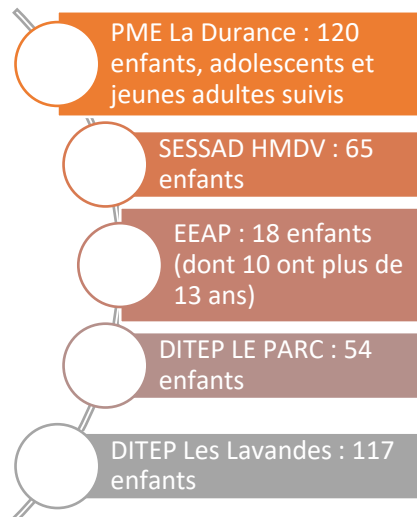 PME La Durance : 120
enfants, adolescents et
jeunes adultes suivis
SESSAD HMDV : 65
enfants
EEAP : 18 enfants
(dont 10 ont plus de
13 ans)
DITEP LE PARC : 54
enfants
DITEP Les Lavandes : 117
enfants